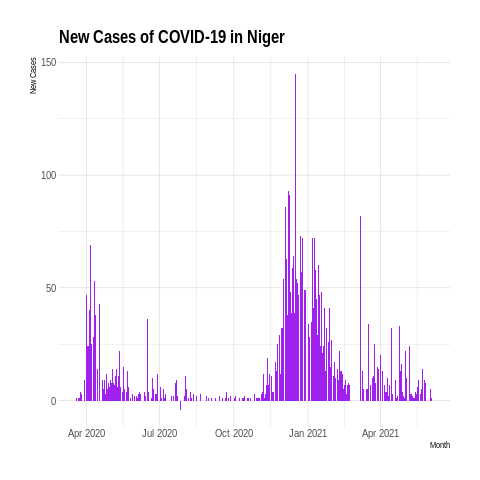 New Cases of COVID-19 in Niger
New Cases
150
100
50
0
Apr 2020 Jul 2020 Oct 2020 Jan 2021 Apr 2021
Month